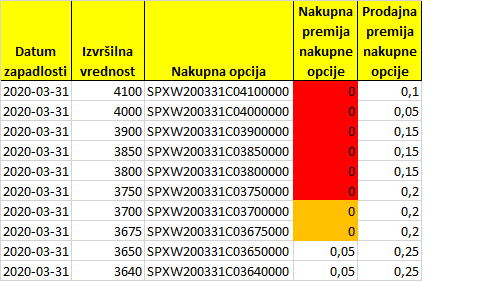 Datum zapadlosti	Izvršilna vrednost	Nakupna opcija	Nakupna premija nakupne opcije	Prodajna premija nakupne opcije
2020-03-31	4100	SPXW200331C04100000	0	0,1
2020-03-31	4000	SPXW200331C04000000	0	0,05
2020-03-31	3900	SPXW200331C03900000	0	0,15
2020-03-31	3850	SPXW200331C03850000	0	0,15
2020-03-31	3800	SPXW200331C03800000	0	0,15
2020-03-31	3750	SPXW200331C03750000	0	0,2
2020-03-31	3700	SPXW200331C03700000	0	0,2
2020-03-31	3675	SPXW200331C03675000	0	0,2
2020-03-31	3650	SPXW200331C03650000	0,05	0,25
2020-03-31	3640	SPXW200331C03640000	0,05	0,25